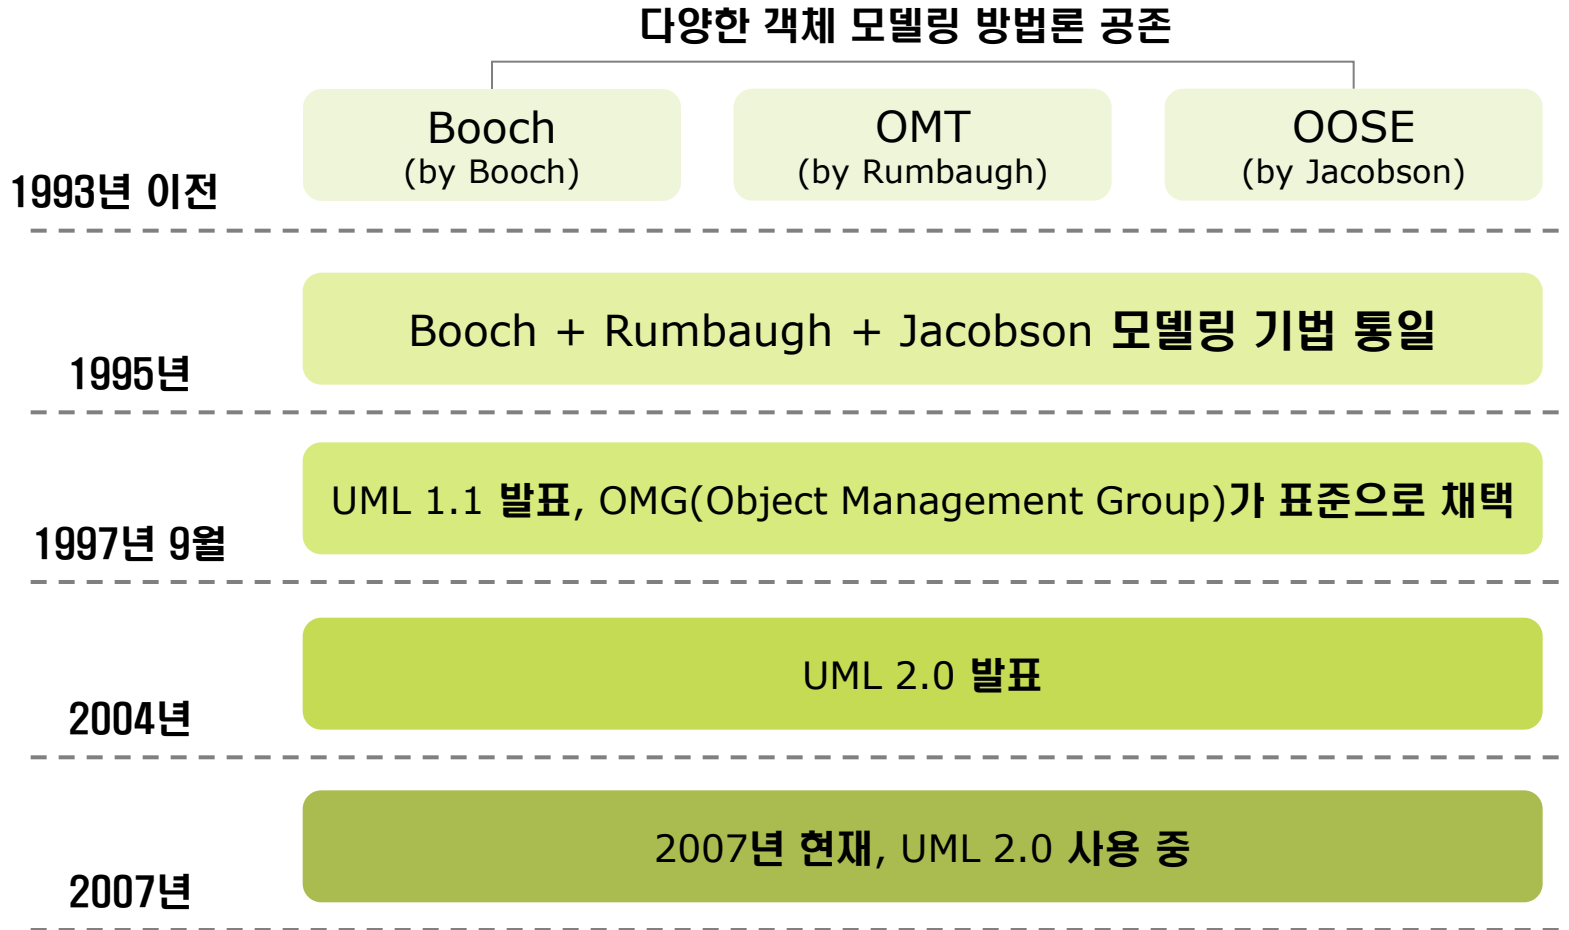 다양한 객체 모델링 방법론 공존
Booch
(by Booch)
OMT
(by Rumbaugh)
OOSE
(by Jacobson)
1993년 이전
Booch + Rumbaugh + Jacobson 모델링 기법 통일
1995년
UML 1.1 발표, OMG(Object Management Group)가 표준으로 채택
1997년 9월
UML 2.0 발표
2004년
2007년 현재, UML 2.0 사용 중
2007년